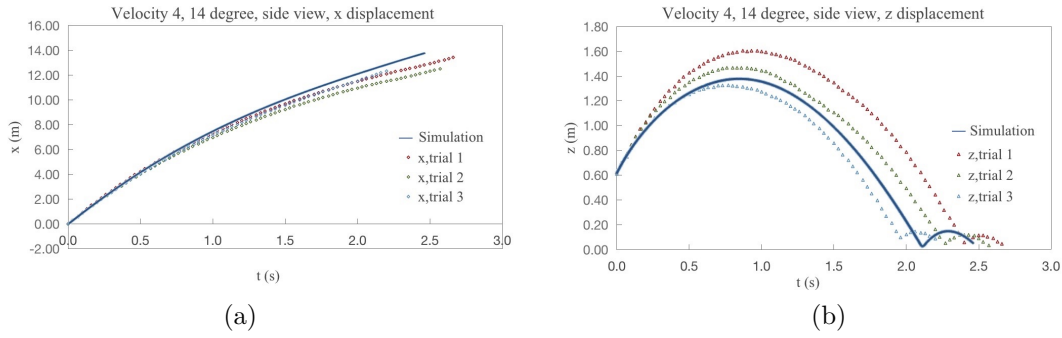 Velocity 4, 14 degree, side view, x displacement
16.00
14.00
12.00
10.00
8.00
6.00
4.00
2.00
0.00
-2.00
x (m)
0.0 0.5 1.0 1.5 2.0 2.5 3.0
t (s)
Simulation
x,trial 1
x,trial 2
x,trial 3
(a)
Velocity 4, 14 degree, side view, z displacement
1.80
1.60
1.40
1.20
1.00
0.80
0.60
0.40
0.20
0.00
z (m)
0.0 0.5 1.0 1.5 2.0 2.5 3.0
t (s)
Simulation
z,trial 1
z,trial 2
z,trial 3
(b)